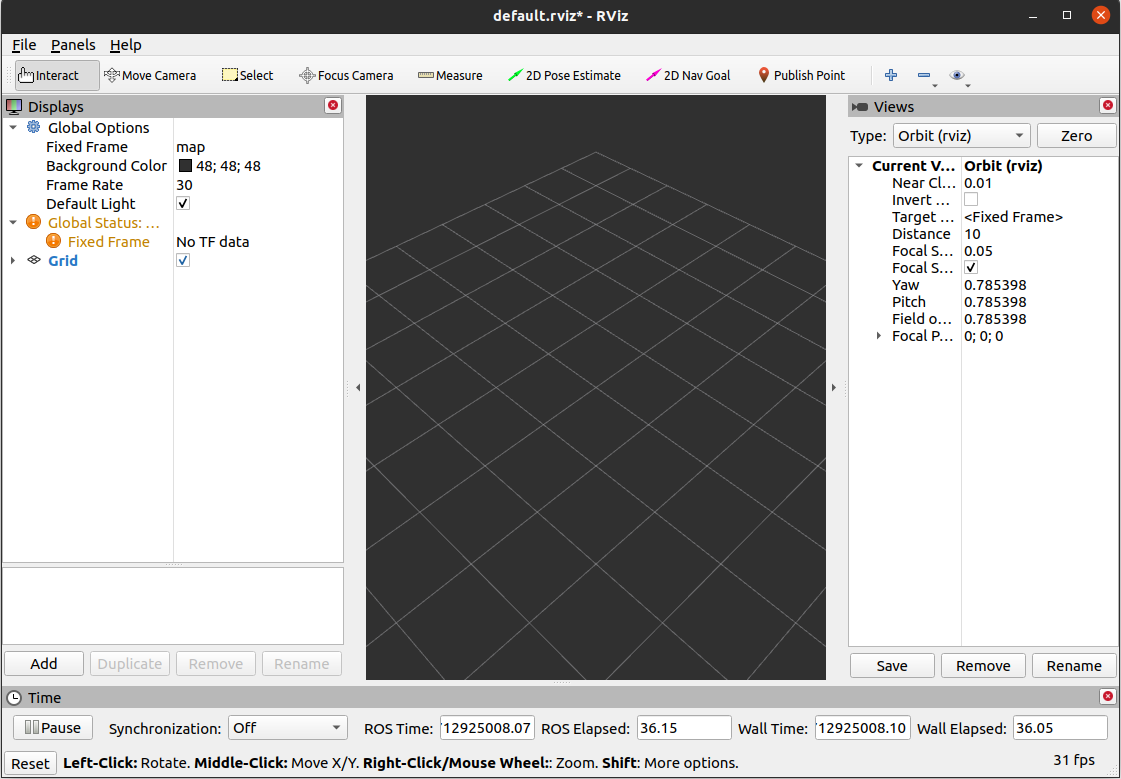 default.rviz* - RViz
File Panels Help
Interact Move Camera Select Focus Camera Measure 2D Pose Estimate 2D Nav Goal Publish Point
Displays
Global Options
Fixed Frame map
Background Color 48; 48; 48
Frame Rate 30
Default Light
Global Status: ...
Fixed Frame No TF data
Grid
Add Duplicate Remove Rename
Views
Type: Orbit (rviz) Zero
Current V... Orbit (rviz)
Near Cl... 0.01
Invert ...
Target ... <Fixed Frame>
Distance 10
Focal S... 0.05
Focal S...
Yaw 0.785398
Pitch 0.785398
Field o... 0.785398
Focal P... 0; 0; 0
Save Remove Rename
Time
Pause Synchronization: Off ROS Time: 12925008.07 ROS Elapsed: 36.15 Wall Time: 12925008.10 Wall Elapsed: 36.05
Reset Left-Click: Rotate. Middle-Click: Move X/Y. Right-Click/Mouse Wheel:: Zoom. Shift: More options. 31 fps